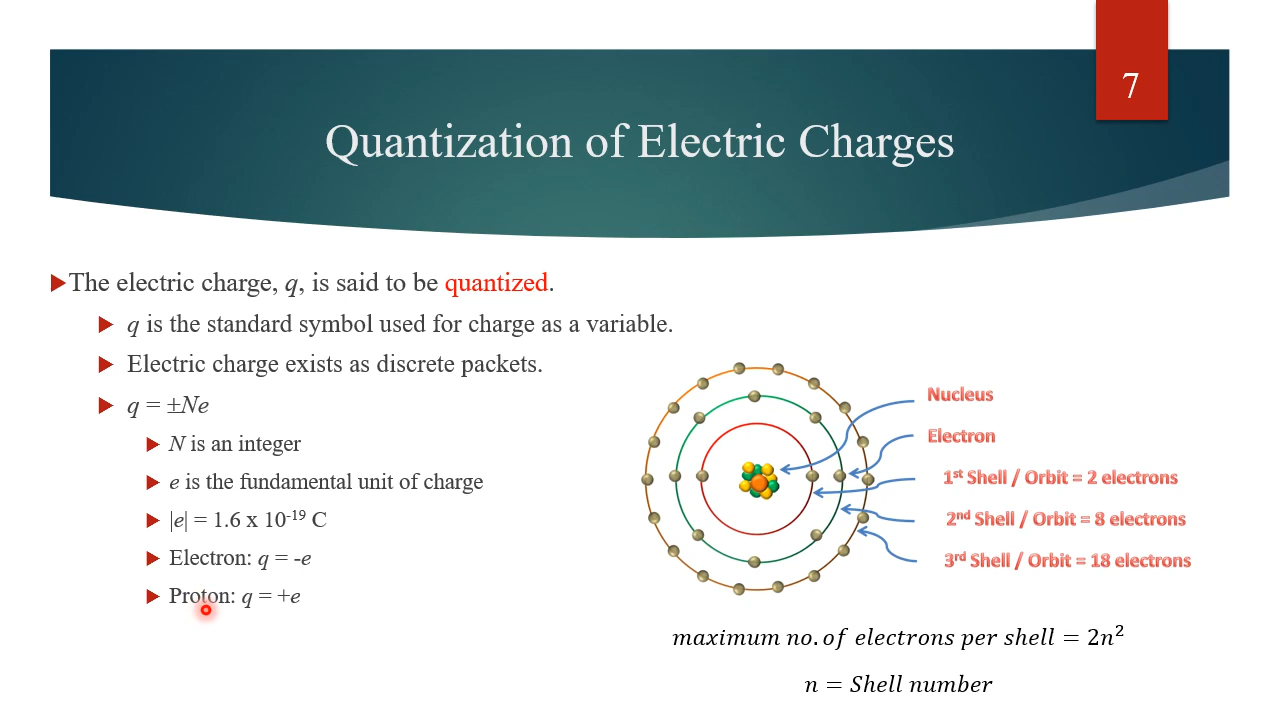 7
Quantization of Electric Charges
The electric charge, q, is said to be quantized.
q is the standard symbol used for charge as a variable.
Electric charge exists as discrete packets.
q = ±Ne
N is an integer
e is the fundamental unit of charge
|e| = 1.6 x 10⁻¹⁹ C
Electron: q = -e
Proton: q = +e
Nucleus
Electron
1ˢᵗ Shell / Orbit = 2 electrons
2ⁿᵈ Shell / Orbit = 8 electrons
3ʳᵈ Shell / Orbit = 18 electrons
maximum no. of electrons per shell = 2n²
n = Shell number